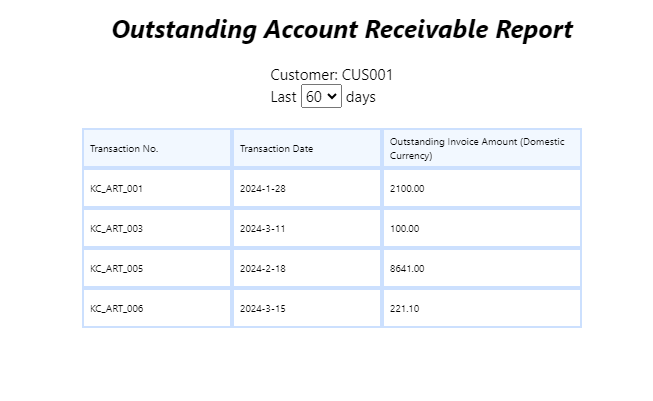 Outstanding Account Receivable Report
Customer: CUS001
Last 60 days
Transaction No. Transaction Date Outstanding Invoice Amount (Domestic
Currency)
KC_ART_001 2024-1-28 2100.00
KC_ART_003 2024-3-11 100.00
KC_ART_005 2024-2-18 8641.00
KC_ART_006 2024-3-15 221.10